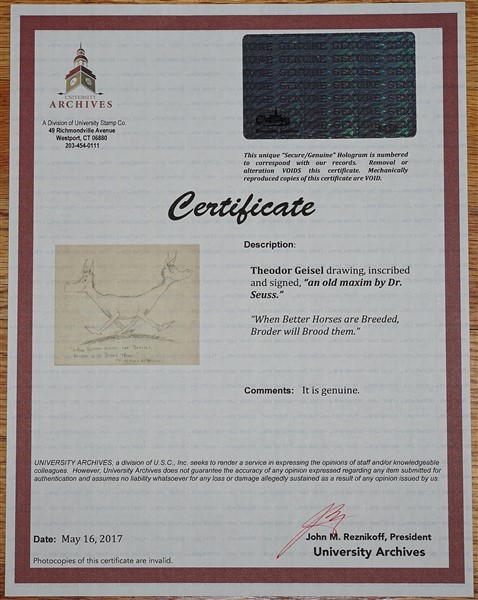 GENUINE GENUINE GENUINE
UNIVERSITY
ARCHIVES
A Division of University Stamp Co.
49 Richmondville Avenue
Westport, CT 06880
203-454-0111
This unique "Secure/Genuine" Hologram is numbered
to correspond with our records. Removal or
alteration VOIDS this certificate. Mechanically
reproduced copies of this certificate are VOID.
Certificate
Description:
Theodor Geisel drawing, inscribed
and signed, "an old maxim by Dr.
Seuss."
"When Better Horses are Breeded,
Broder will Brood them."
Comments: It is genuine.
UNIVERSITY ARCHIVES, a division of U.S.C., Inc. seeks to render a service in expressing the opinions of staff and/or knowledgeable
colleagues. However, University Archives does not guarantee the accuracy of any opinion expressed regarding any item submitted for
authentication and assumes no liability whatsoever for any loss or damage allegedly sustained as a result of any opinion issued by us.
Date: May 16, 2017
John M. Reznikoff, President
University Archives
Photocopies of this certificate are invalid.